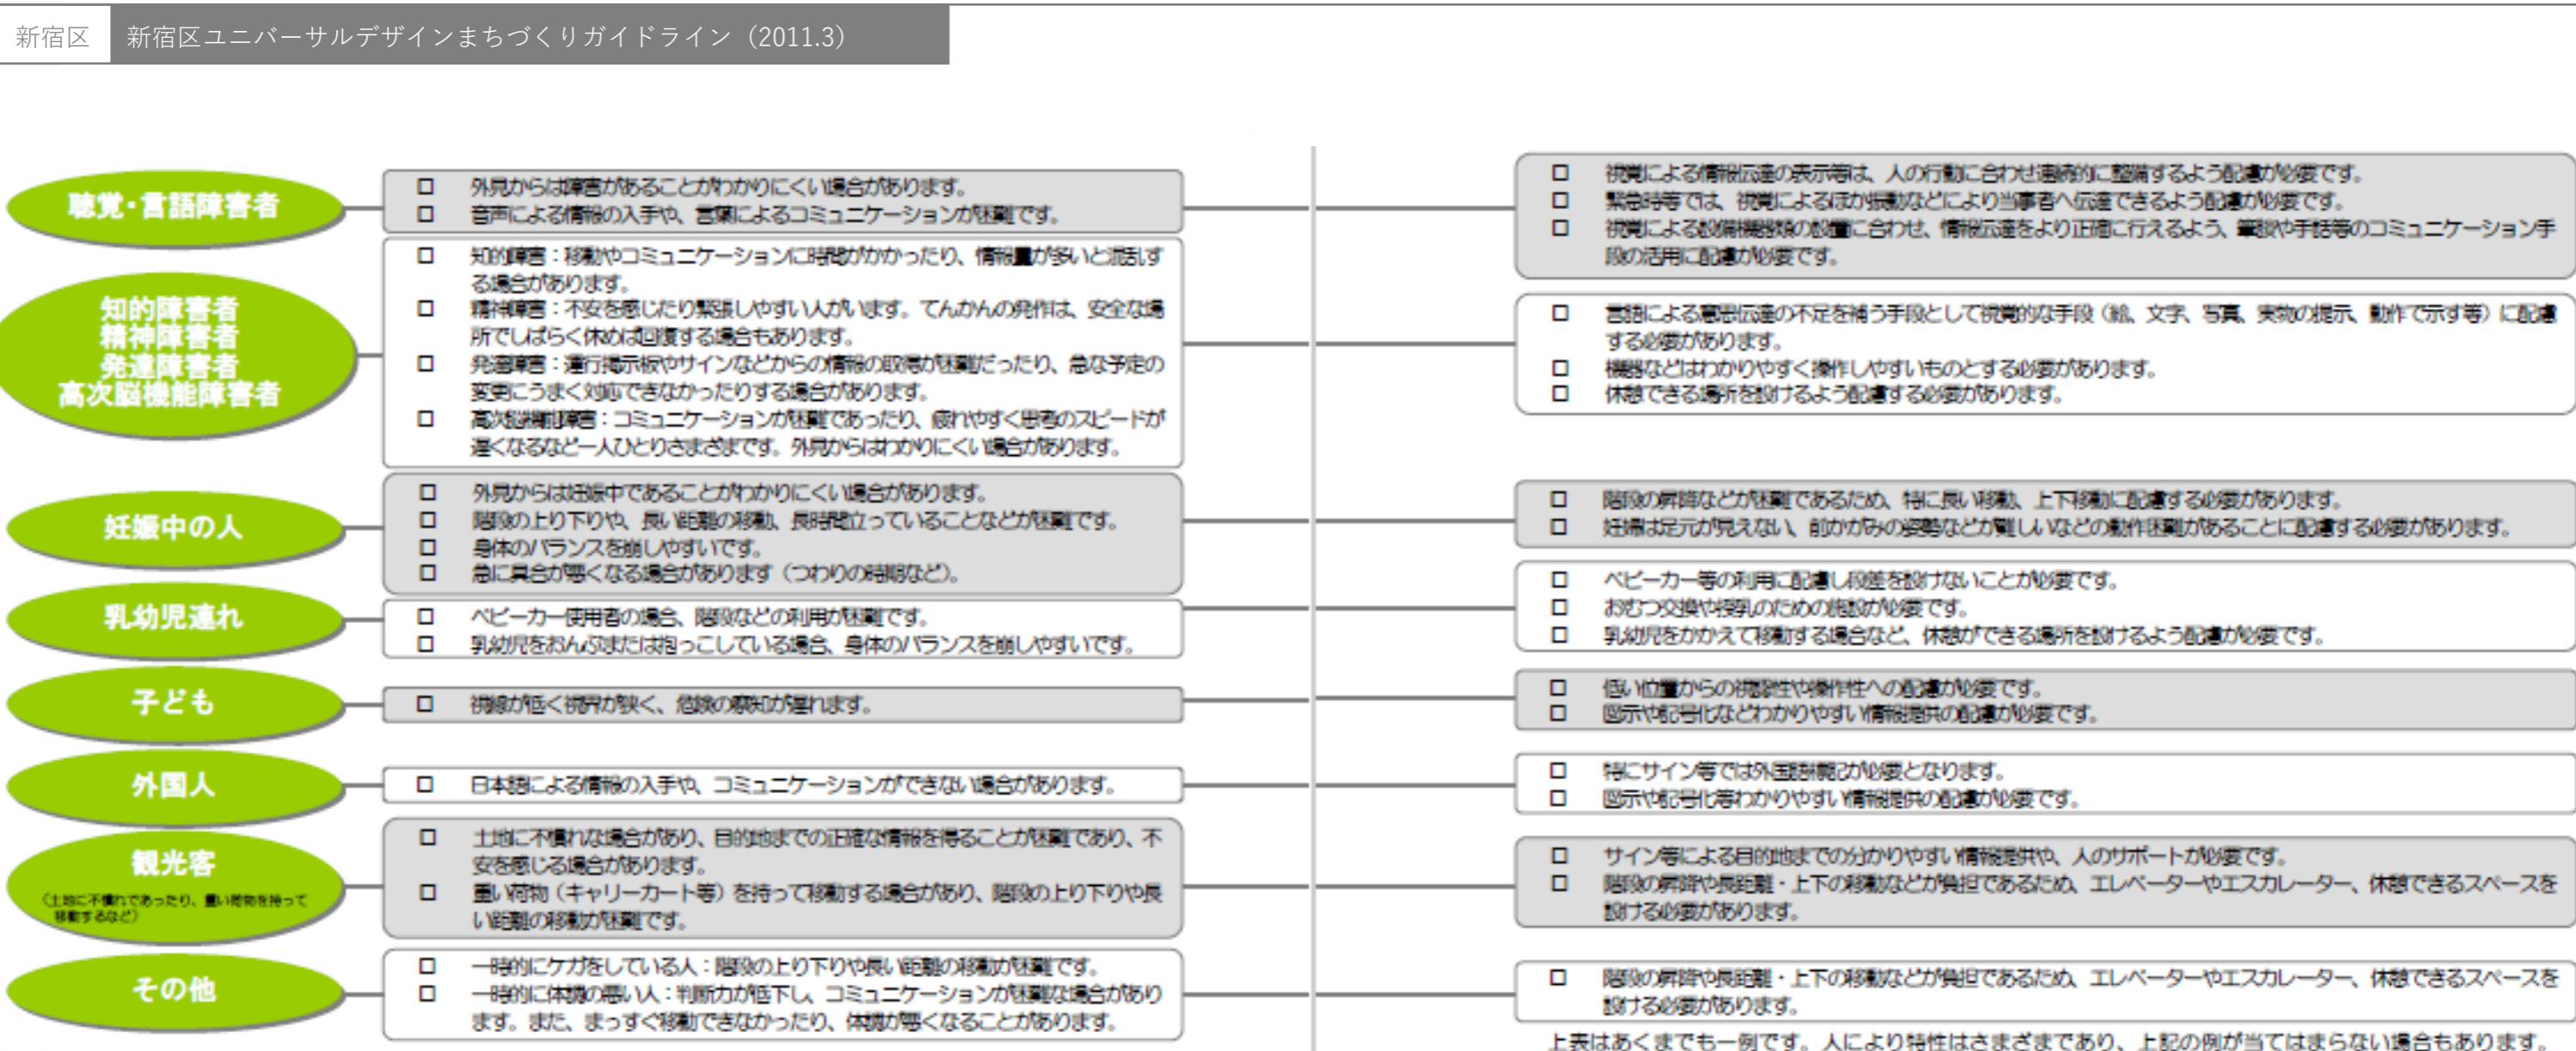 新宿区 新宿区ユニバーサルデザインまちづくりガイドライン（2011.3）
聴覚・言語障害者
□ 外見からは障害があることがわかりにくい場合があります。
□ 音声による情報の入手や、言葉によるコミュニケーションが困難です。
□ 視覚による情報伝達の表示等は、人の行動に合わせ連続的に整備するよう配慮が必要です。
□ 緊急時等では、視覚によるほか振動などにより当事者へ伝達できるよう配慮が必要です。
□ 視覚による設備機器類の設置に合わせ、情報伝達をより正確に行えるよう、筆談や手話等のコミュニケーション手
段の活用に配慮が必要です。
知的障害者
精神障害者
発達障害者
高次脳機能障害者
□ 知的障害：移動やコミュニケーションに時間がかかったり、情報量が多いと混乱す
る場合があります。
□ 精神障害：不安を感じたり緊張しやすい人がいます。てんかんの発作は、安全な場
所でしばらく休めば回復する場合もあります。
□ 発達障害：運行掲示板やサインなどからの情報の取得が困難だったり、急な予定の
変更にうまく対応できなかったりする場合があります。
□ 高次脳機能障害：コミュニケーションが困難であったり、疲れやすく思考のスピードが
遅くなるなど一人ひとりさまざまです。外見からはわかりにくい場合があります。
□ 言語による意思伝達の不足を補う手段として視覚的な手段（絵、文字、写真、実物の提示、動作で示す等）に配慮
する必要があります。
□ 機器などはわかりやすく操作しやすいものとする必要があります。
□ 休憩できる場所を設けるよう配慮する必要があります。
妊娠中の人
□ 外見からは妊娠中であることがわかりにくい場合があります。
□ 階段の上り下りや、長い距離の移動、長時間立っていることなどが困難です。
□ 身体のバランスを崩しやすいです。
□ 急に具合が悪くなる場合があります（つわりの時期など）。
□ 階段の昇降などが困難であるため、特に長い移動、上下移動に配慮する必要があります。
□ 妊婦は足元が見えない、前かがみの姿勢などが難しいなどの動作困難があることに配慮する必要があります。
乳幼児連れ
□ ベビーカー使用者の場合、階段などの利用が困難です。
□ 乳幼児をおんぶまたは抱っこしている場合、身体のバランスを崩しやすいです。
□ ベビーカー等の利用に配慮し段差を設けないことが必要です。
□ おむつ交換や授乳のための施設が必要です。
□ 乳幼児をかかえて移動する場合など、休憩ができる場所を設けるよう配慮が必要です。
子ども
□ 視線が低く視界が狭く、危険の察知が遅れます。
□ 低い位置からの視認性や操作性への配慮が必要です。
□ 図示や記号化などわかりやすい情報提供の配慮が必要です。
外国人
□ 日本語による情報の入手や、コミュニケーションができない場合があります。
□ 特にサイン等では外国語標記が必要となります。
□ 図示や記号化等わかりやすい情報提供の配慮が必要です。
観光客
（土地に不慣れであったり、重い荷物を持って
移動するなど）
□ 土地に不慣れな場合があり、目的地までの正確な情報を得ることが困難であり、不
安を感じる場合があります。
□ 重い荷物（キャリーカート等）を持って移動する場合があり、階段の上り下りや長
い距離の移動が困難です。
□ サイン等による目的地までの分かりやすい情報提供や、人のサポートが必要です。
□ 階段の昇降や長距離・上下の移動などが負担であるため、エレベーターやエスカレーター、休憩できるスペースを
設ける必要があります。
その他
□ 一時的にケガをしている人：階段の上り下りや長い距離の移動が困難です。
□ 一時的に体調の悪い人：判断力が低下し、コミュニケーションが困難な場合があり
ます。また、まっすぐ移動できなかったり、体調が悪くなることがあります。
□ 階段の昇降や長距離・上下の移動などが負担であるため、エレベーターやエスカレーター、休憩できるスペースを
設ける必要があります。
上表はあくまでも一例です。人により特性はさまざまであり、上記の例が当てはまらない場合もあります。